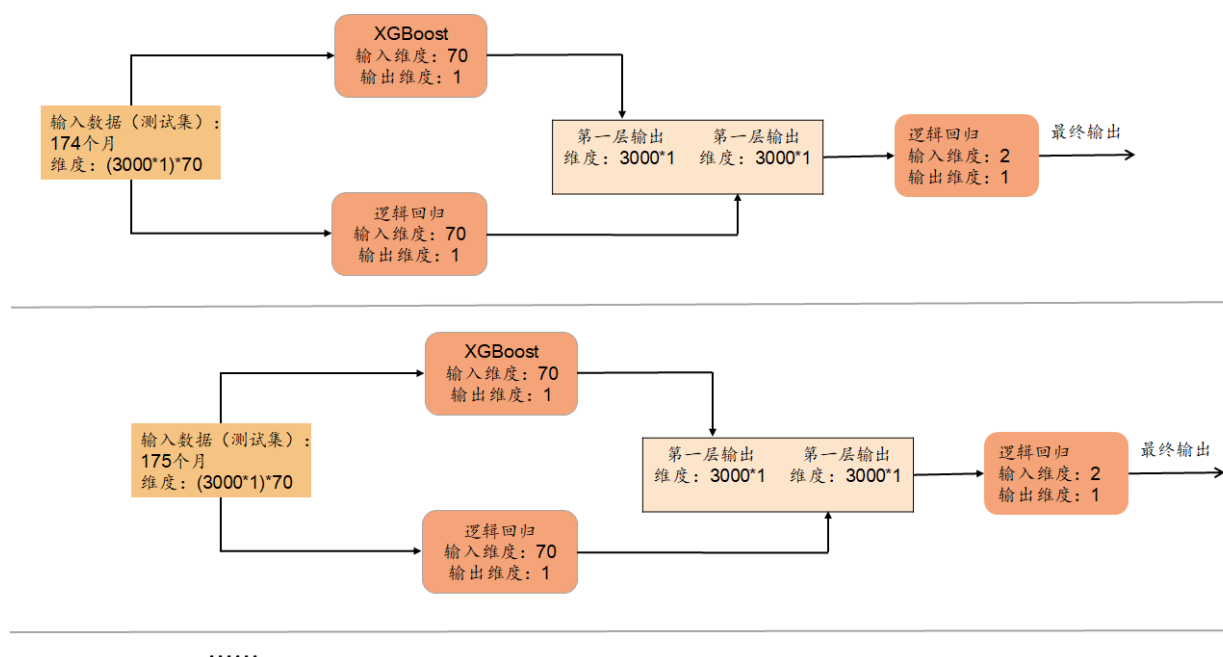 XGBoost
输入维度：70
输出维度：1
输入数据（测试集）：
174个月
维度：(3000*1)*70
第一层输出 第一层输出
维度：3000*1 维度：3000*1
逻辑回归
输入维度：2
输出维度：1
最终输出
逻辑回归
输入维度：70
输出维度：1
XGBoost
输入维度：70
输出维度：1
输入数据（测试集）：
175个月
维度：(3000*1)*70
第一层输出 第一层输出
维度：3000*1 维度：3000*1
逻辑回归
输入维度：2
输出维度：1
最终输出
逻辑回归
输入维度：70
输出维度：1
……